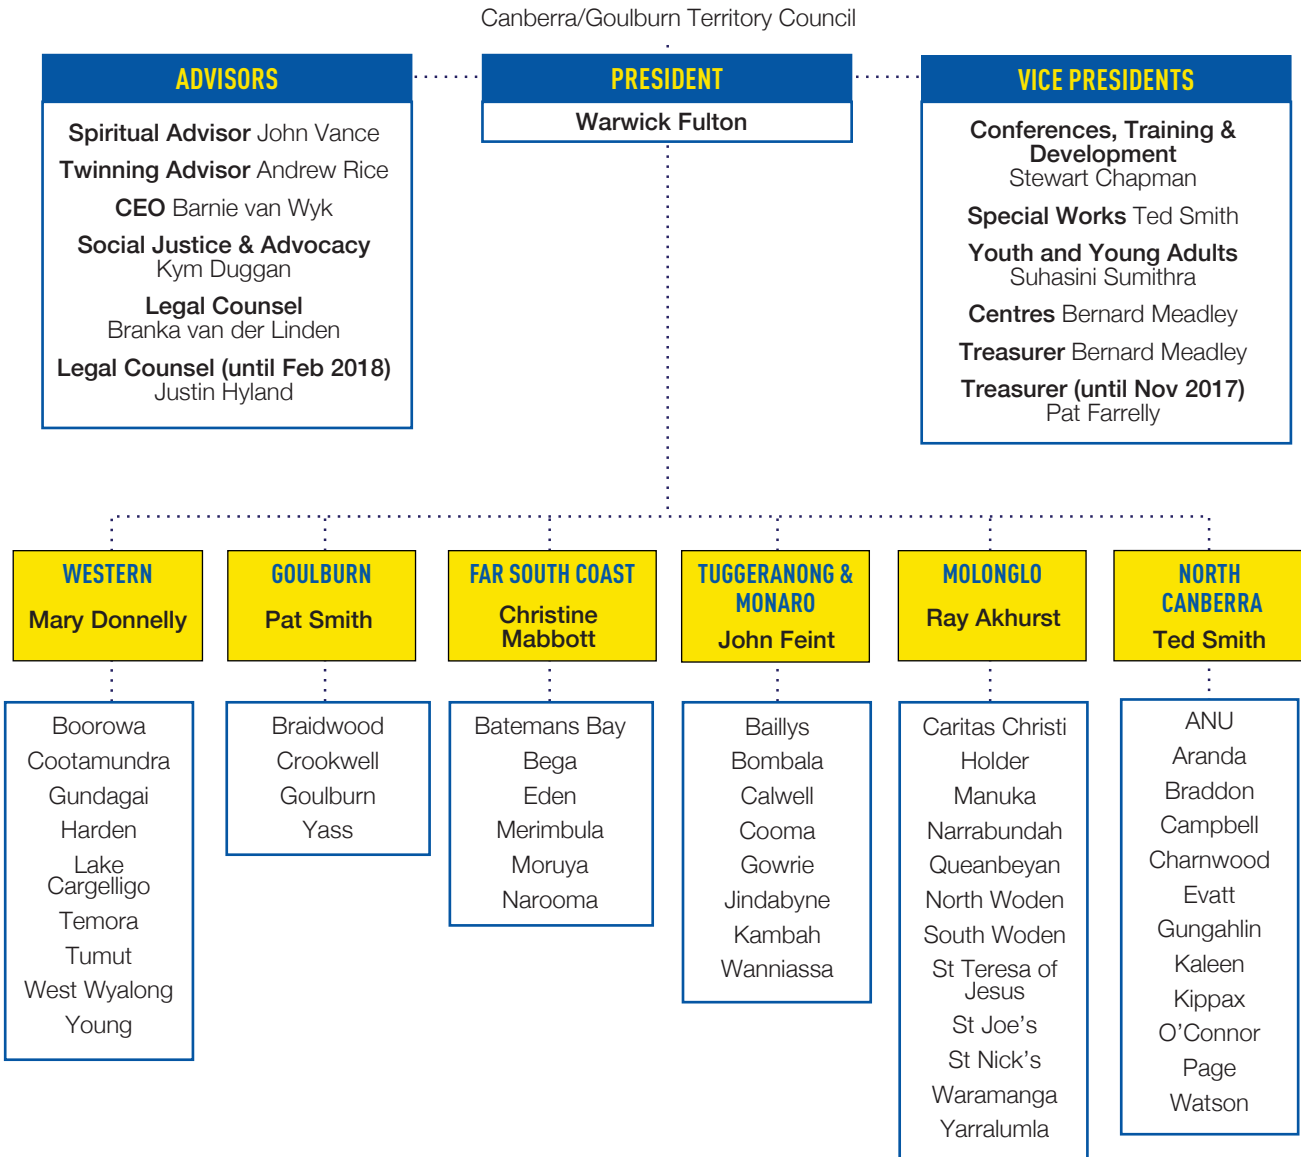 Canberra/Goulburn Territory Council
ADVISORS
Spiritual Advisor John Vance
Twinning Advisor Andrew Rice
CEO Barnie van Wyk
Social Justice & Advocacy
Kym Duggan
Legal Counsel
Branka van der Linden
Legal Counsel (until Feb 2018)
Justin Hyland
PRESIDENT
Warwick Fulton
VICE PRESIDENTS
Conferences, Training &
Development
Stewart Chapman
Special Works Ted Smith
Youth and Young Adults
Suhasini Sumithra
Centres Bernard Meadley
Treasurer Bernard Meadley
Treasurer (until Nov 2017)
Pat Farrelly
WESTERN
Mary Donnelly
Boorowa
Cootamundra
Gundagai
Harden
Lake
Cargelligo
Temora
Tumut
West Wyalong
Young
GOULBURN
Pat Smith
Braidwood
Crookwell
Goulburn
Yass
FAR SOUTH COAST
Christine
Mabbott
Batemans Bay
Bega
Eden
Merimbula
Moruya
Narooma
TUGGERANONG &
MONARO
John Feint
Baillys
Bombala
Calwell
Cooma
Gowrie
Jindabyne
Kambah
Wanniassa
MOLONGLO
Ray Akhurst
Caritas Christi
Holder
Manuka
Narrabundah
Queanbeyan
North Woden
South Woden
St Teresa of
Jesus
St Joe's
St Nick's
Waramanga
Yarralumla
NORTH
CANBERRA
Ted Smith
ANU
Aranda
Braddon
Campbell
Charnwood
Evatt
Gungahlin
Kaleen
Kippax
O'Connor
Page
Watson